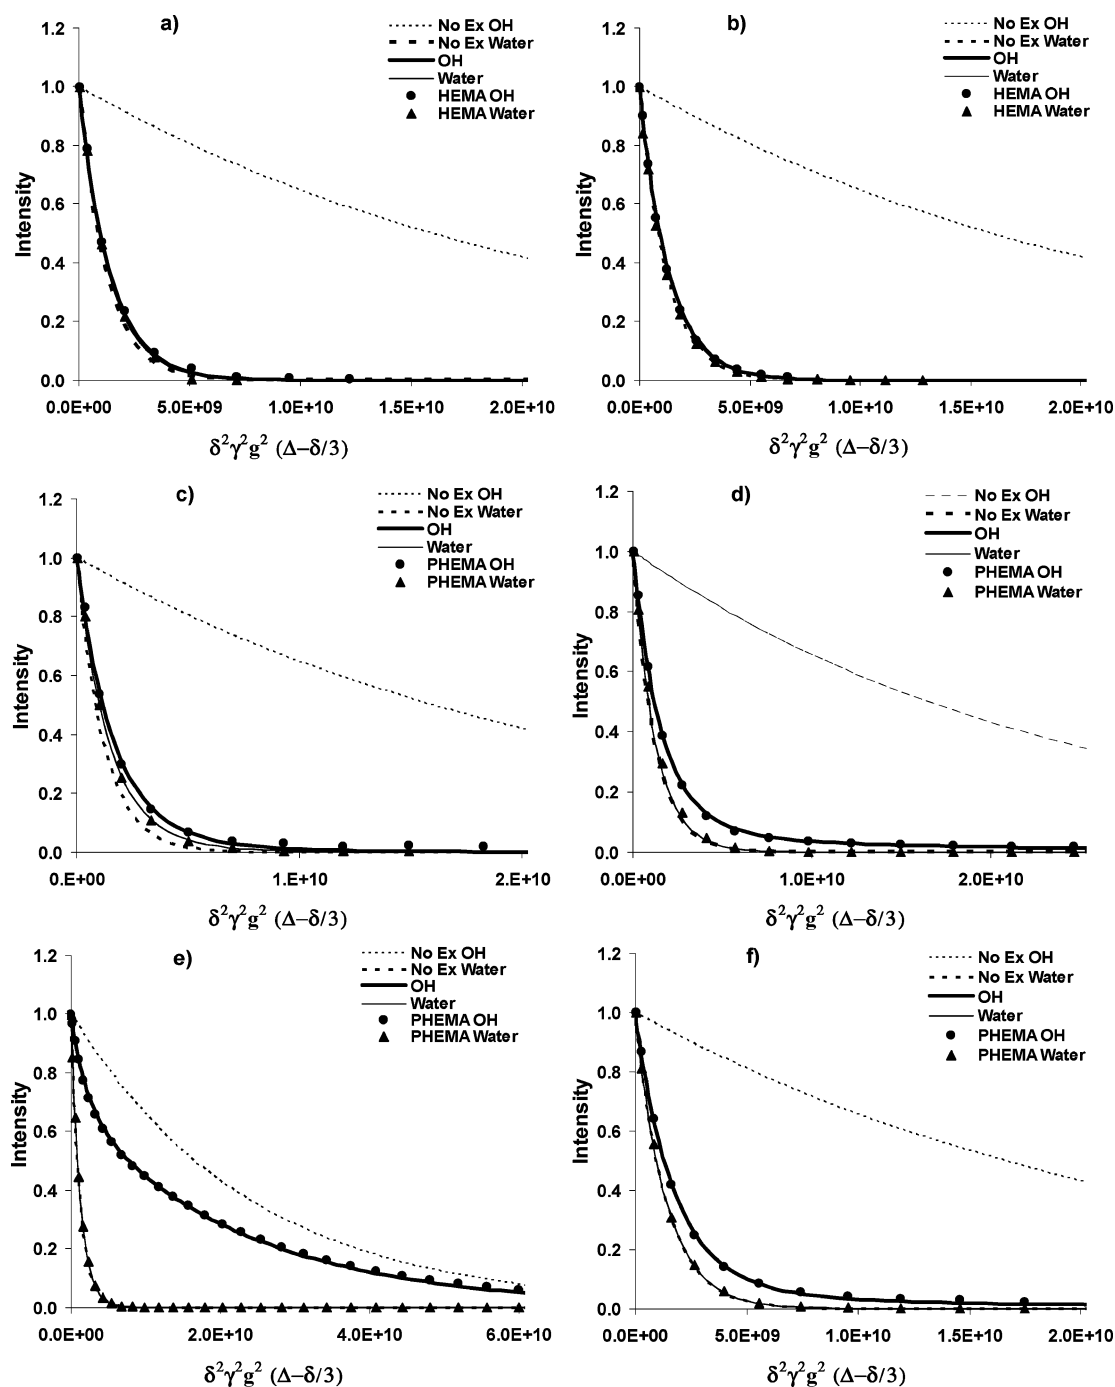 a)
No Ex OH
No Ex Water
OH
Water
HEMA OH
HEMA Water
1.2
1.0
0.8
0.6
0.4
0.2
0.0
Intensity
0.0E+00 5.0E+09 1.0E+10 1.5E+10 2.0E+10
δ²γ²g² (Δ–δ/3)
b)
No Ex OH
No Ex Water
OH
Water
HEMA OH
HEMA Water
1.2
1.0
0.8
0.6
0.4
0.2
0.0
Intensity
0.0E+00 5.0E+09 1.0E+10 1.5E+10 2.0E+10
δ²γ²g² (Δ–δ/3)
c)
No Ex OH
No Ex Water
OH
Water
PHEMA OH
PHEMA Water
1.2
1.0
0.8
0.6
0.4
0.2
0.0
Intensity
0.E+00 1.E+10 2.E+10
δ²γ²g² (Δ–δ/3)
d)
No Ex OH
No Ex Water
OH
Water
PHEMA OH
PHEMA Water
1.2
1.0
0.8
0.6
0.4
0.2
0.0
Intensity
0.0E+00 1.0E+10 2.0E+10
δ²γ²g² (Δ–δ/3)
e)
No Ex OH
No Ex Water
OH
Water
PHEMA OH
PHEMA Water
1.2
1.0
0.8
0.6
0.4
0.2
0.0
Intensity
0.0E+00 2.0E+10 4.0E+10 6.0E+10
δ²γ²g² (Δ–δ/3)
f)
No Ex OH
No Ex Water
OH
Water
PHEMA OH
PHEMA Water
1.2
1.0
0.8
0.6
0.4
0.2
0.0
Intensity
0.0E+00 5.0E+09 1.0E+10 1.5E+10 2.0E+10
δ²γ²g² (Δ–δ/3)